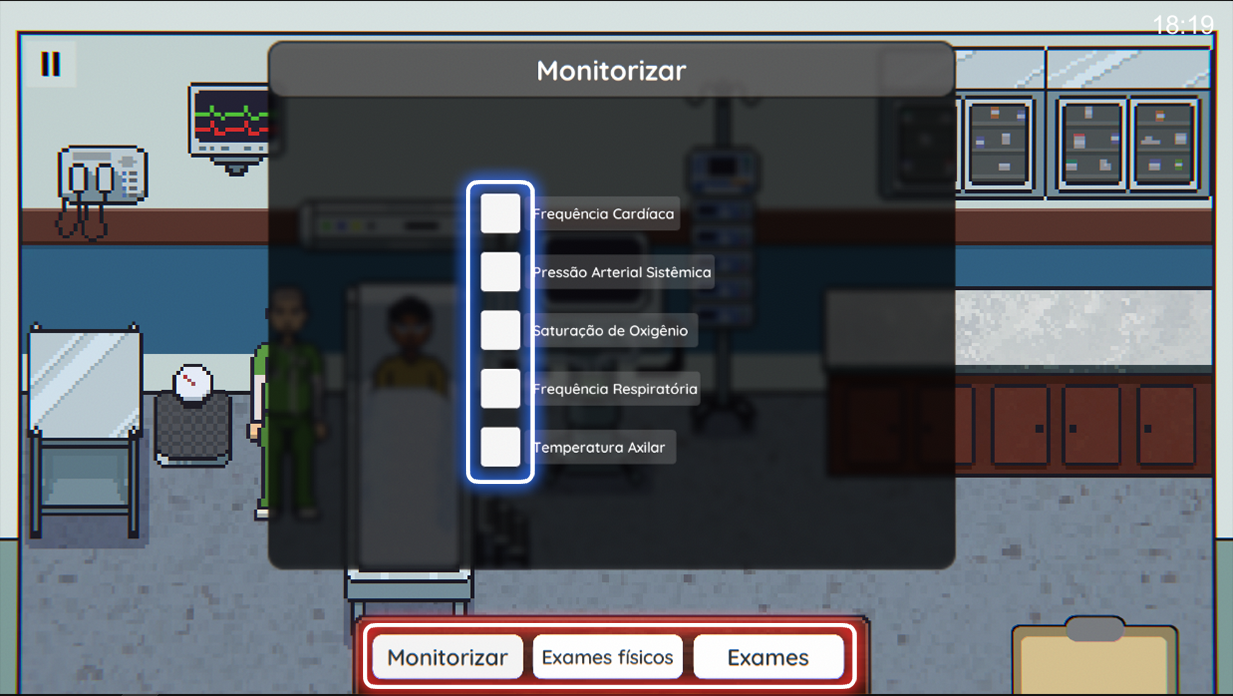 18:19
Monitorizar
Frequência Cardíaca
Pressão Arterial Sistêmica
Saturação de Oxigênio
Frequência Respiratória
Temperatura Axilar
Monitorizar
Exames físicos
Exames